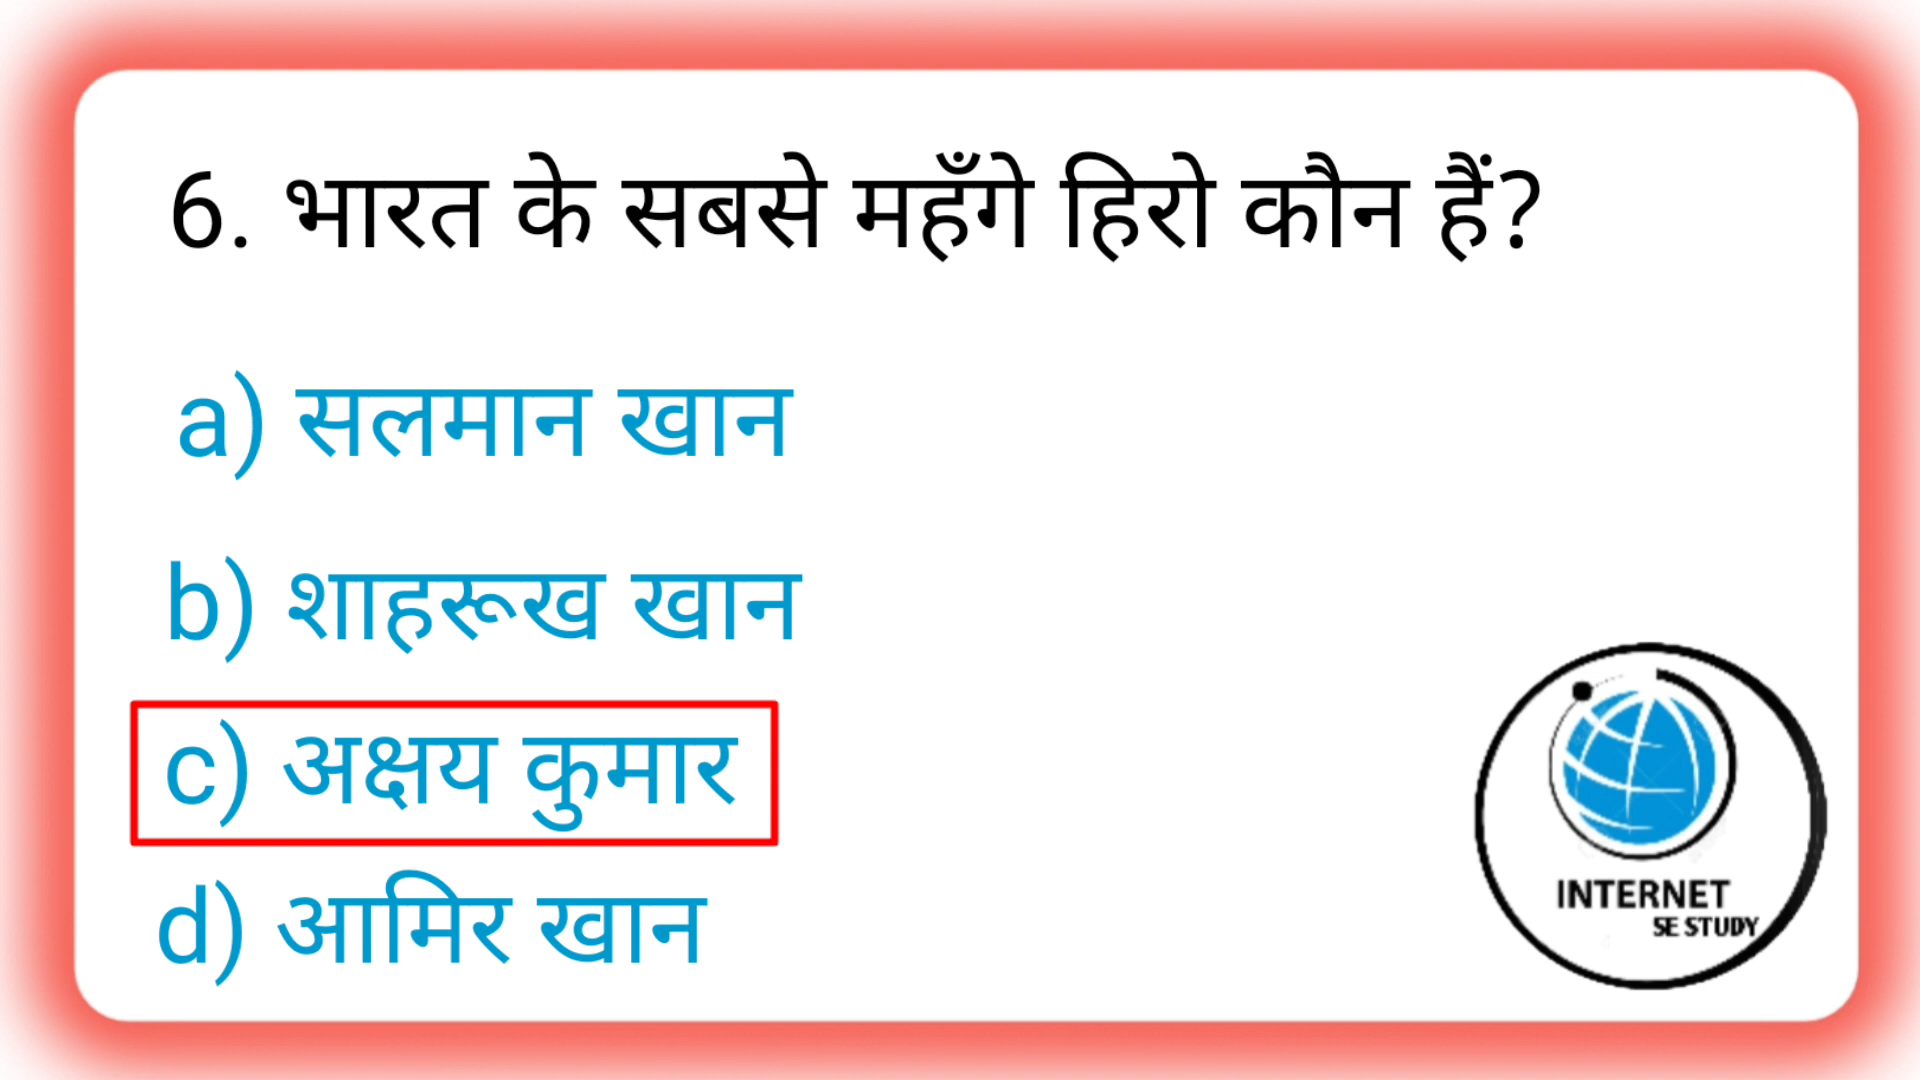 6. भारत के सबसे महँगे हिरो कौन हैं?
a) सलमान खान
b) शाहरूख खान
c) अक्षय कुमार
d) आमिर खान
INTERNET
SE STUDY